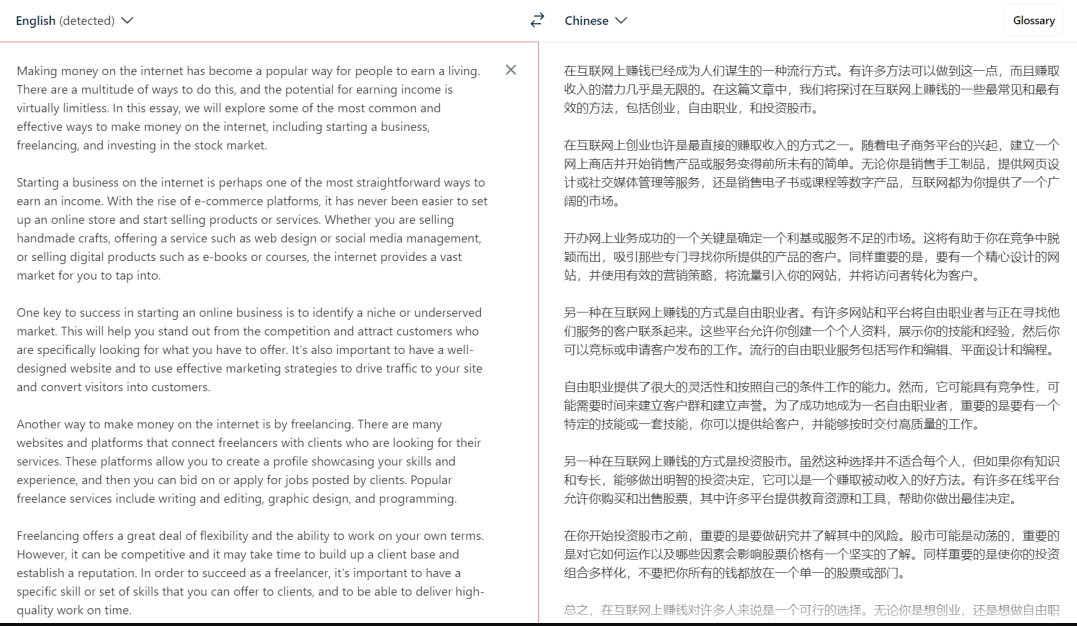 English (detected)
Chinese
Glossary
Making money on the internet has become a popular way for people to earn a living.
There are a multitude of ways to do this, and the potential for earning income is
virtually limitless. In this essay, we will explore some of the most common and
effective ways to make money on the internet, including starting a business,
freelancing, and investing in the stock market.
Starting a business on the internet is perhaps one of the most straightforward ways to
earn an income. With the rise of e-commerce platforms, it has never been easier to set
up an online store and start selling products or services. Whether you are selling
handmade crafts, offering a service such as web design or social media management,
or selling digital products such as e-books or courses, the internet provides a vast
market for you to tap into.
One key to success in starting an online business is to identify a niche or underserved
market. This will help you stand out from the competition and attract customers who
are specifically looking for what you have to offer. It's also important to have a well-
designed website and to use effective marketing strategies to drive traffic to your site
and convert visitors into customers.
Another way to make money on the internet is by freelancing. There are many
websites and platforms that connect freelancers with clients who are looking for their
services. These platforms allow you to create a profile showcasing your skills and
experience, and then you can bid on or apply for jobs posted by clients. Popular
freelance services include writing and editing, graphic design, and programming.
Freelancing offers a great deal of flexibility and the ability to work on your own terms.
However, it can be competitive and it may take time to build up a client base and
establish a reputation. In order to succeed as a freelancer, it's important to have a
specific skill or set of skills that you can offer to clients, and to be able to deliver high-
quality work on time.
在互联网上赚钱已经成为人们谋生的一种流行方式。有许多方法可以做到这一点，而且赚取
收入的潜力几乎是无限的。在这篇文章中，我们将探讨在互联网上赚钱的一些最常见和最有
效的方法，包括创业，自由职业，和投资股市。
在互联网上创业也许是最直接的赚取收入的方式之一。随着电子商务平台的兴起，建立一个
网上商店并开始销售产品或服务变得前所未有的简单。无论你是销售手工制品，提供网页设
计或社交媒体管理等服务，还是销售电子书或课程等数字产品，互联网都为你提供了一个广
阔的市场。
开办网上业务成功的一个关键是确定一个利基或服务不足的市场。这将有助于你在竞争中脱
颖而出，吸引那些专门寻找你所提供的产品的客户。同样重要的是，要有一个精心设计的网
站，并使用有效的营销策略，将流量引入你的网站，并将访问者转化为客户。
另一种在互联网上赚钱的方式是自由职业者。有许多网站和平台将自由职业者与正在寻找他
们服务的客户联系起来。这些平台允许你创建一个个人资料，展示你的技能和经验，然后你
可以竞标或申请客户发布的工作。流行的自由职业服务包括写作和编辑、平面设计和编程。
自由职业提供了很大的灵活性和按照自己的条件工作的能力。然而，它可能具有竞争性，可
能需要时间来建立客户群和建立声誉。为了成功地成为一名自由职业者，重要的是要有一个
特定的技能或一套技能，你可以提供给客户，并能够按时交付高质量的工作。
另一种在互联网上赚钱的方式是投资股市。虽然这种选择并不适合每个人，但如果你有知识
和专长，能够做出明智的投资决定，它可以是一个赚取被动收入的好方法。有许多在线平台
允许你购买和出售股票，其中许多平台提供教育资源和工具，帮助你做出最佳决定。
在你开始投资股市之前，重要的是要做研究并了解其中的风险。股市可能是动荡的，重要的
是对它如何运作以及哪些因素会影响股票价格有一个坚实的了解。同样重要的是使你的投资
组合多样化，不要把你所有的钱都放在一个单一的股票或部门。
总之，在互联网上赚钱对许多人来说是一个可行的选择。无论你是想创业，还是想做自由职